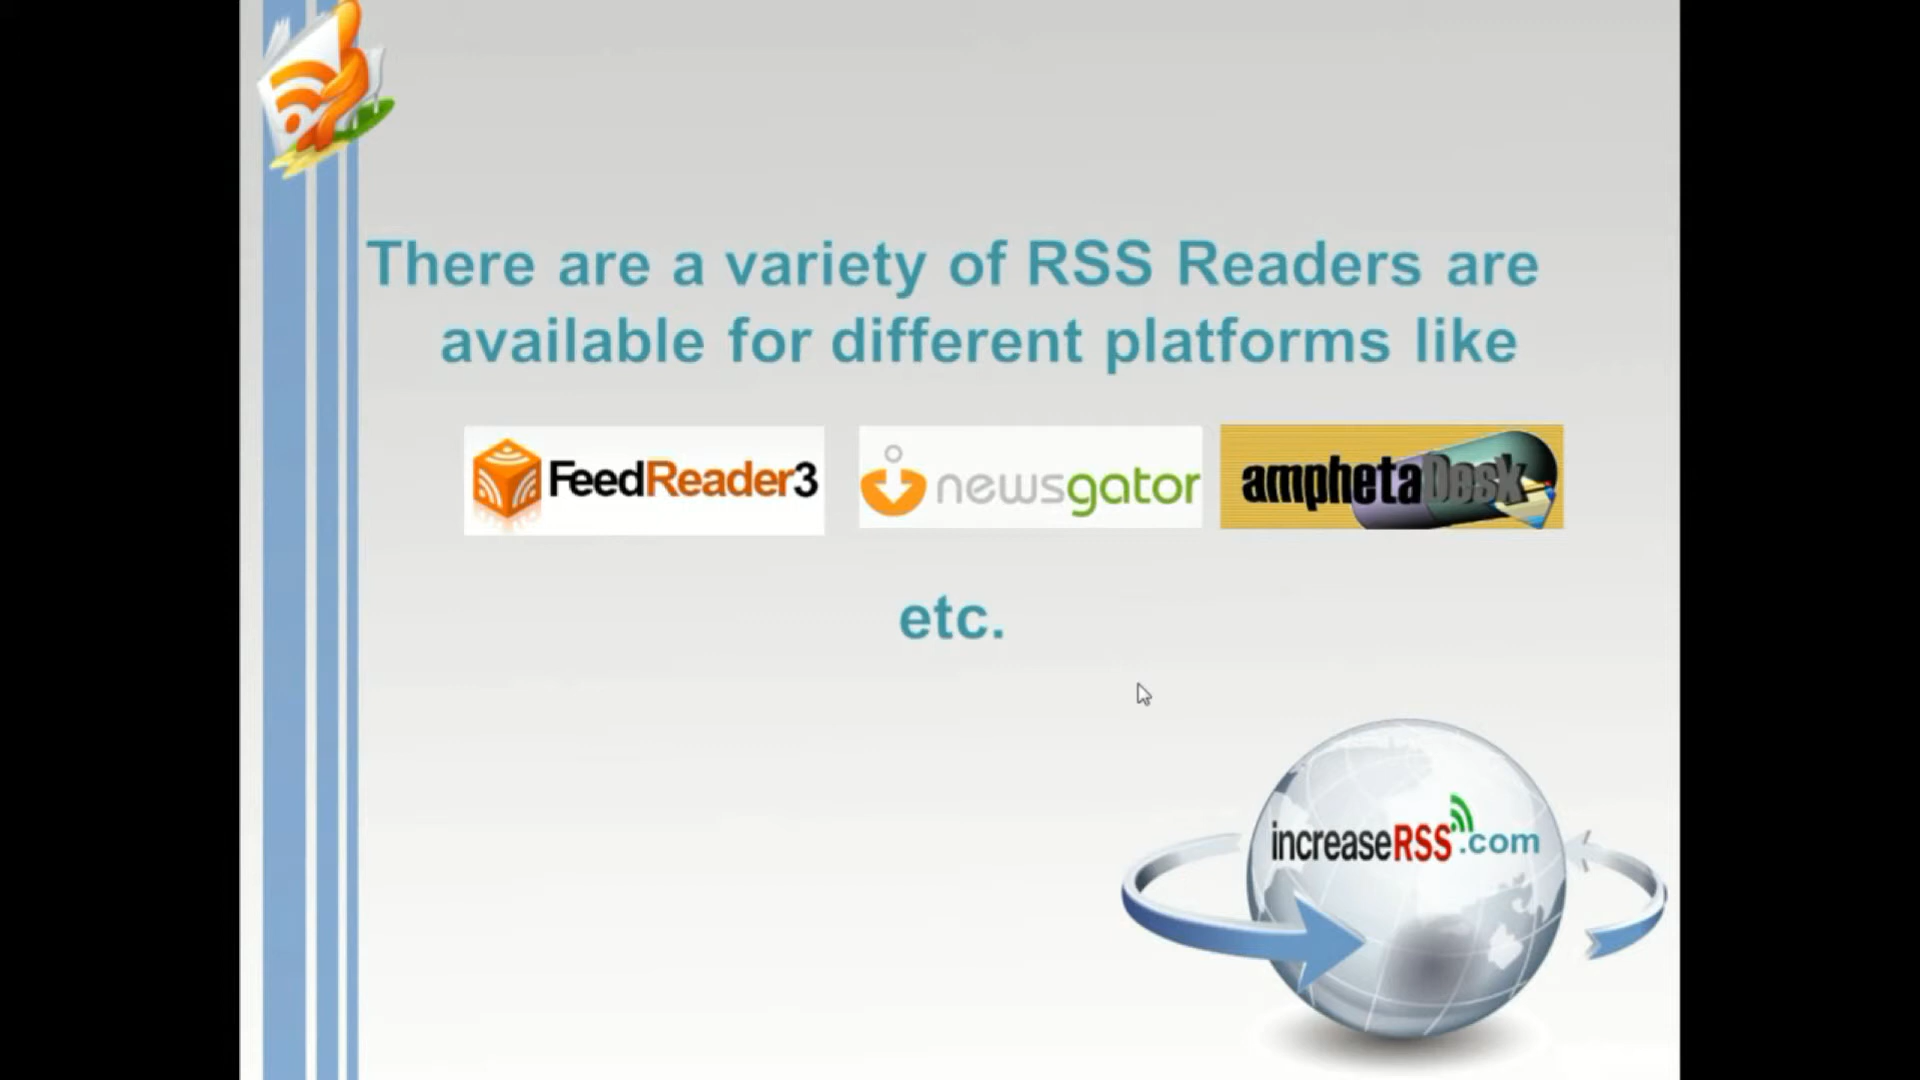 There are a variety of RSS Readers are
available for different platforms like
FeedReader3 newsgator amphetaDesk
etc.
increaseRSS.com